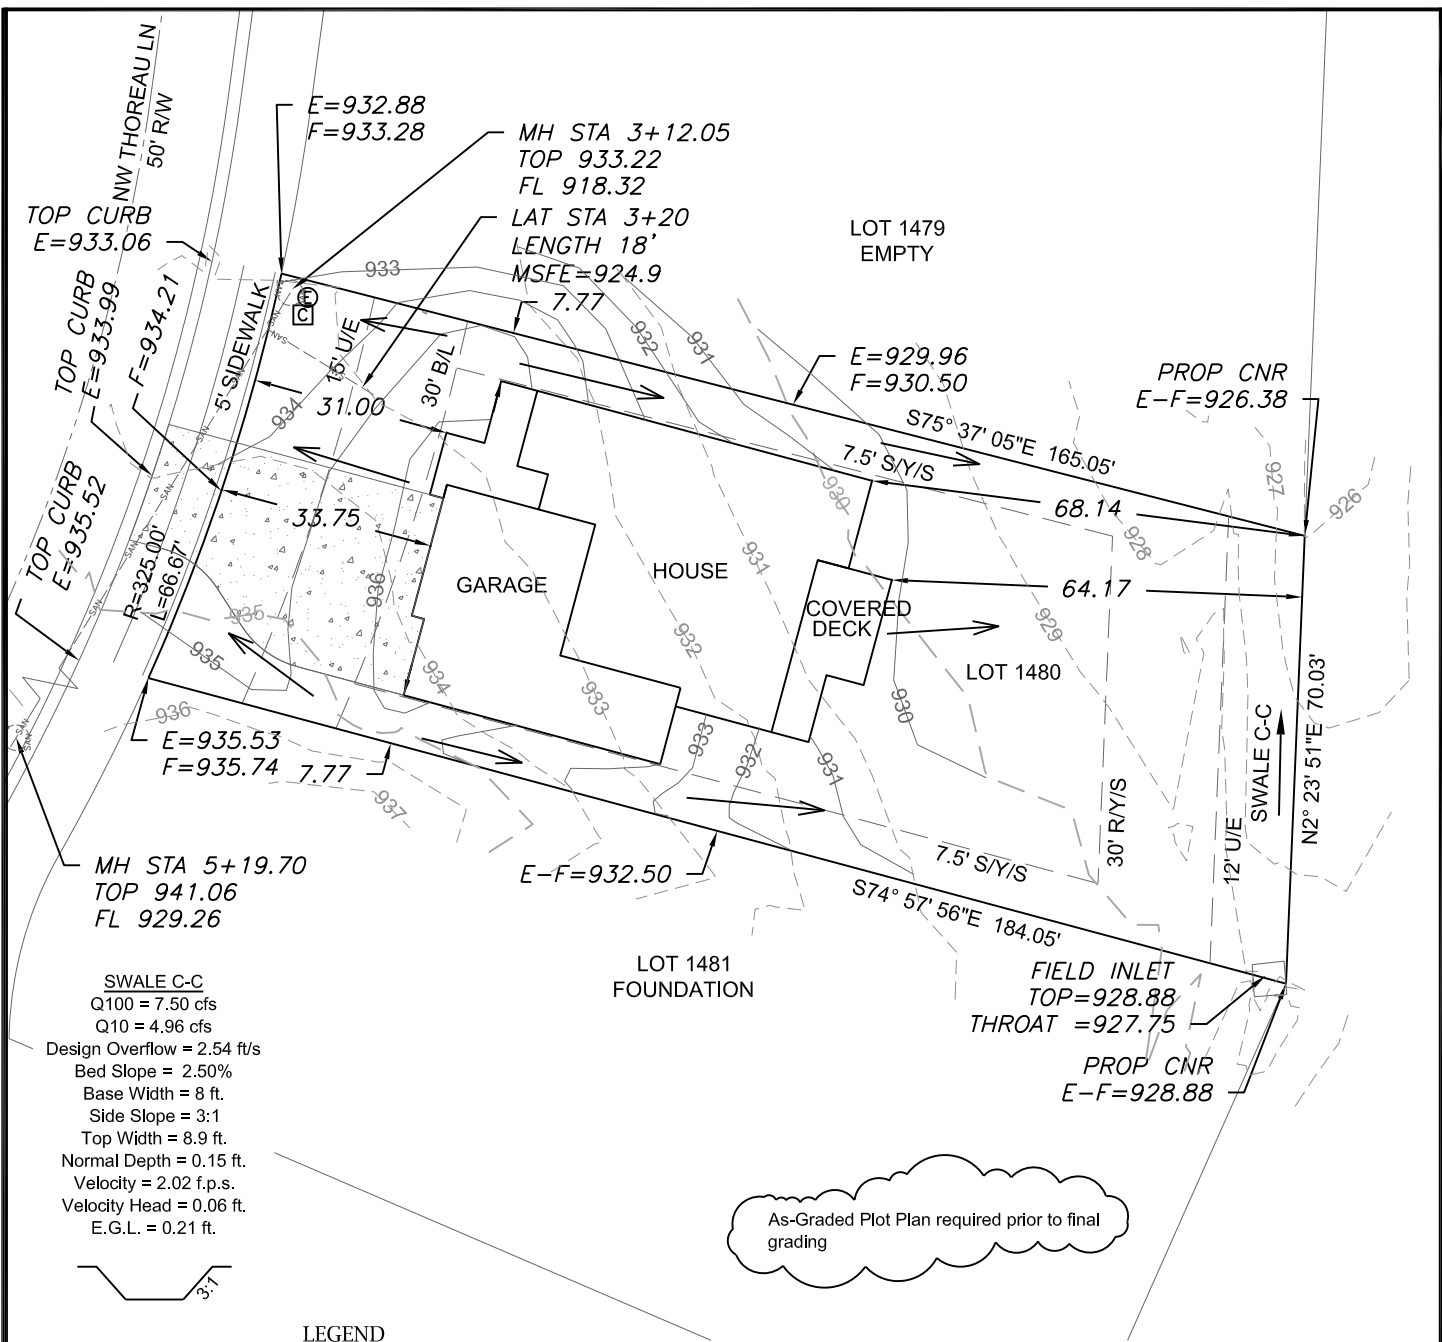 NW THOREAU LN
50' R/W
E=932.88
F=933.28
MH STA 3+12.05
TOP 933.22
FL 918.32
TOP CURB
E=933.06
LAT STA 3+20
LENGTH 18'
MSFE=924.9
7.77
LOT 1479
EMPTY
933
932
931
TOP CURB
E=933.99
F=934.21
5' SIDEWALK
E
C
15' U/E
30' B/L
31.00
934
E=929.96
F=930.50
PROP CNR
E-F=926.38
S75° 37' 05"E 165.05'
7.5' S/Y/S
930
927
926
928
68.14
TOP CURB
E=935.52
SAN
SAN
SAN
SAN
SAN
SAN
SAN
SAN
R=325.00'
L=66.67'
33.75
936
935
935
GARAGE
HOUSE
931
932
933
934
COVERED
DECK
64.17
929
LOT 1480
930
936
E=935.53
F=935.74
7.77
937
933
932
931
SWALE C-C
N2° 23' 51"E 70.03'
30' R/Y/S
12' U/E
7.5' S/Y/S
E-F=932.50
S74° 57' 56"E 184.05'
MH STA 5+19.70
TOP 941.06
FL 929.26
LOT 1481
FOUNDATION
FIELD INLET
TOP=928.88
THROAT =927.75
PROP CNR
E-F=928.88
SWALE C-C
Q100 = 7.50 cfs
Q10 = 4.96 cfs
Design Overflow = 2.54 ft/s
Bed Slope = 2.50%
Base Width = 8 ft.
Side Slope = 3:1
Top Width = 8.9 ft.
Normal Depth = 0.15 ft.
Velocity = 2.02 f.p.s.
Velocity Head = 0.06 ft.
E.G.L. = 0.21 ft.
3:1
As-Graded Plot Plan required prior to final
grading
LEGEND